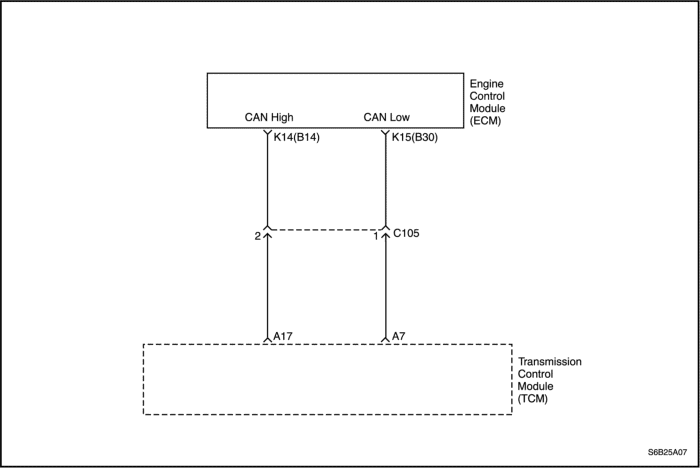 Engine
Control
Module
(ECM)
CAN High
CAN Low
K14(B14)
K15(B30)
2
1
C105
A17
A7
Transmission
Control
Module
(TCM)
S6B25A07